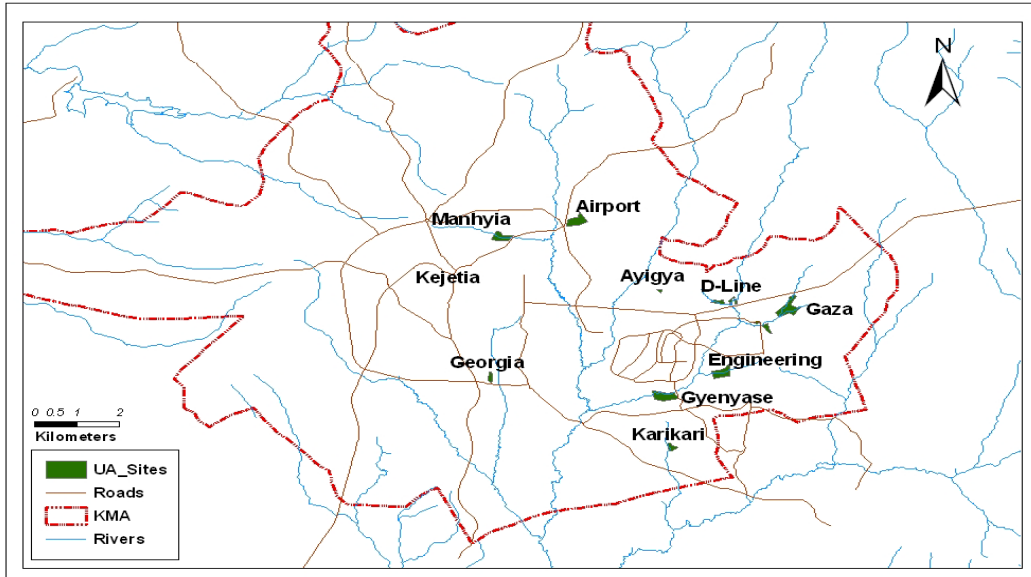 N
Airport
Manhyia
Kejetia
Ayigya
D-Line
Gaza
Georgia
Engineering
Gyenyase
Karikari
0 0.5 1 2
Kilometers
UA_Sites
Roads
KMA
Rivers